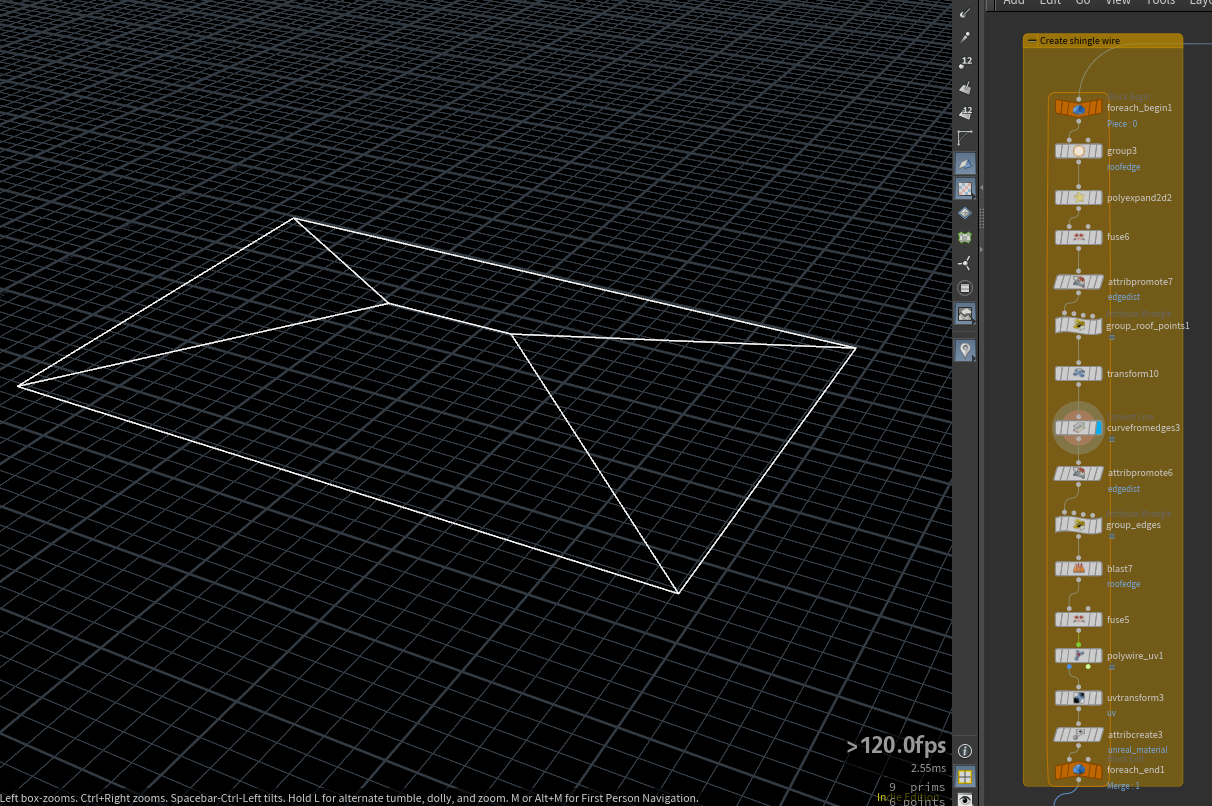 Add Edit Go View Tools
Create shingle wire
foreach_begin1
Piece : 0
group3
roofedge
polyexpand2d2
fuse6
attribpromote7
edgedist
group_roof_points1
transform10
curvefromedges3
attribpromote6
edgedist
group_edges
blast7
roofedge
fuse5
polywire_uv1
uvtransform3
uv
attribcreate3
unreal_material
foreach_end1
Merge : 1
12
12
>120.0fps
2.55ms
9 prims
6 points
Indie Edition
Left box-zooms. Ctrl+Right zooms. Spacebar-Ctrl-Left tilts. Hold L for alternate tumble, dolly, and zoom. M or Alt+M for First Person Navigation.